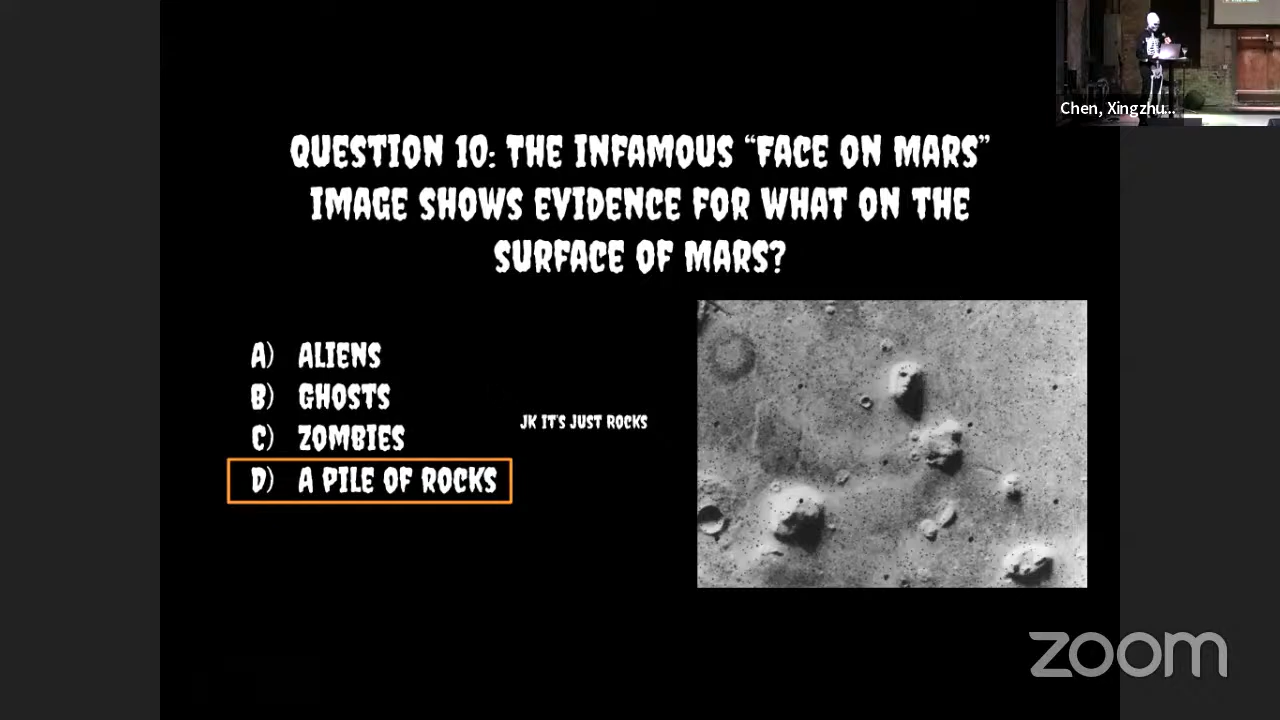 Chen, Xingzhu...
QUESTION 10: THE INFAMOUS “FACE ON MARS”
IMAGE SHOWS EVIDENCE FOR WHAT ON THE
SURFACE OF MARS?
A) ALIENS
B) GHOSTS
C) ZOMBIES
D) A PILE OF ROCKS
JK IT'S JUST ROCKS
zoom